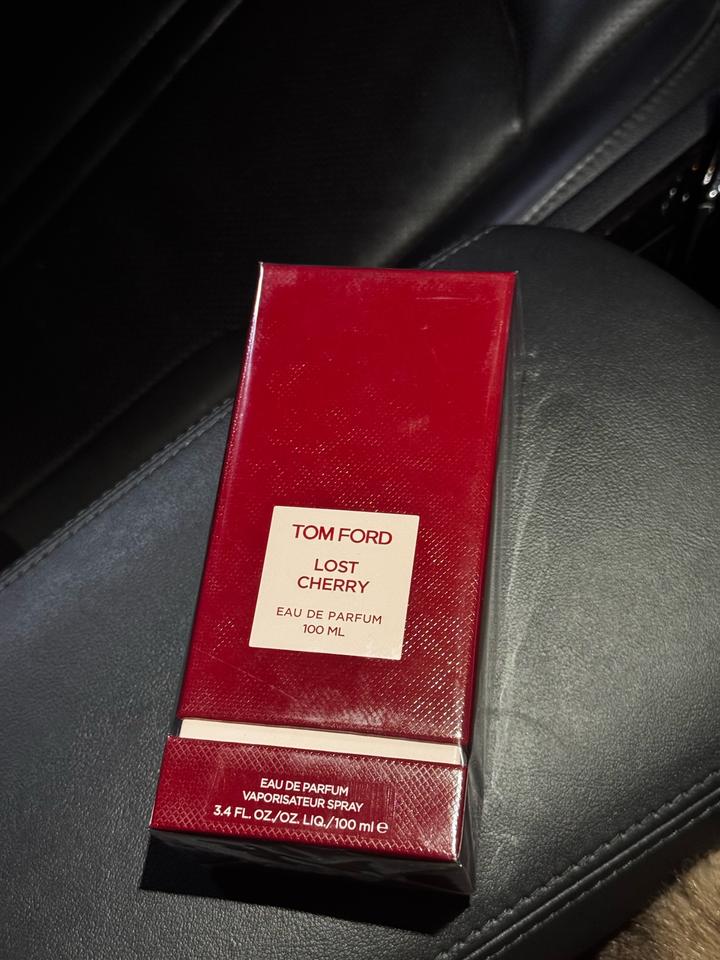 TOM FORD
LOST
CHERRY
EAU DE PARFUM
100 ML
EAU DE PARFUM
VAPORISATEUR SPRAY
3.4 FL. OZ./OZ. LIQ./100 ml ℮